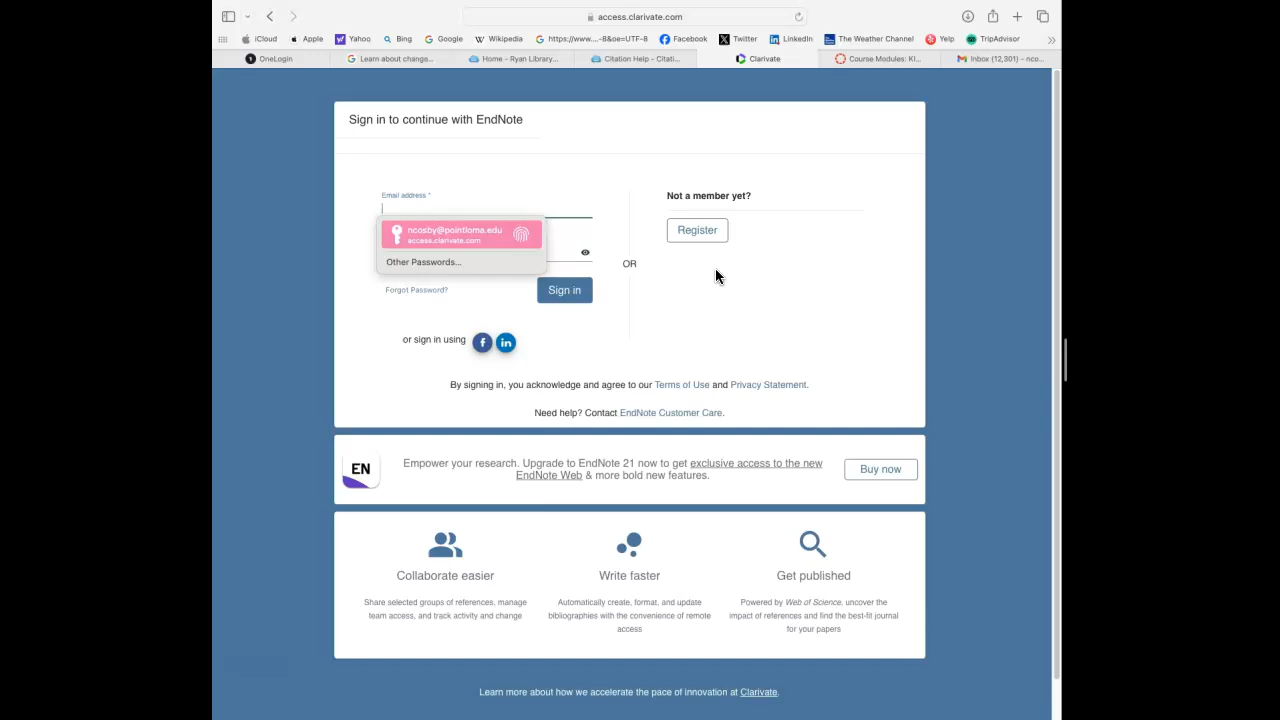 access.clarivate.com
iCloud Apple Yahoo Bing Google Wikipedia https://www....-8&oe=UTF-8 Facebook Twitter LinkedIn The Weather Channel Yelp TripAdvisor
OneLogin Learn about change... Home - Ryan Library... Citation Help - Citati... Clarivate Course Modules: KI... Inbox (12,301) - nco...
Sign in to continue with EndNote
Email address *
ncosby@pointloma.edu
access.clarivate.com
Other Passwords...
Forgot Password?
Sign in
or sign in using
OR
Not a member yet?
Register
By signing in, you acknowledge and agree to our Terms of Use and Privacy Statement.
Need help? Contact EndNote Customer Care.
EN
Empower your research. Upgrade to EndNote 21 now to get exclusive access to the new
EndNote Web & more bold new features.
Buy now
Collaborate easier
Share selected groups of references, manage
team access, and track activity and change
Write faster
Automatically create, format, and update
bibliographies with the convenience of remote
access
Get published
Powered by Web of Science, uncover the
impact of references and find the best-fit journal
for your papers
Learn more about how we accelerate the pace of innovation at Clarivate.